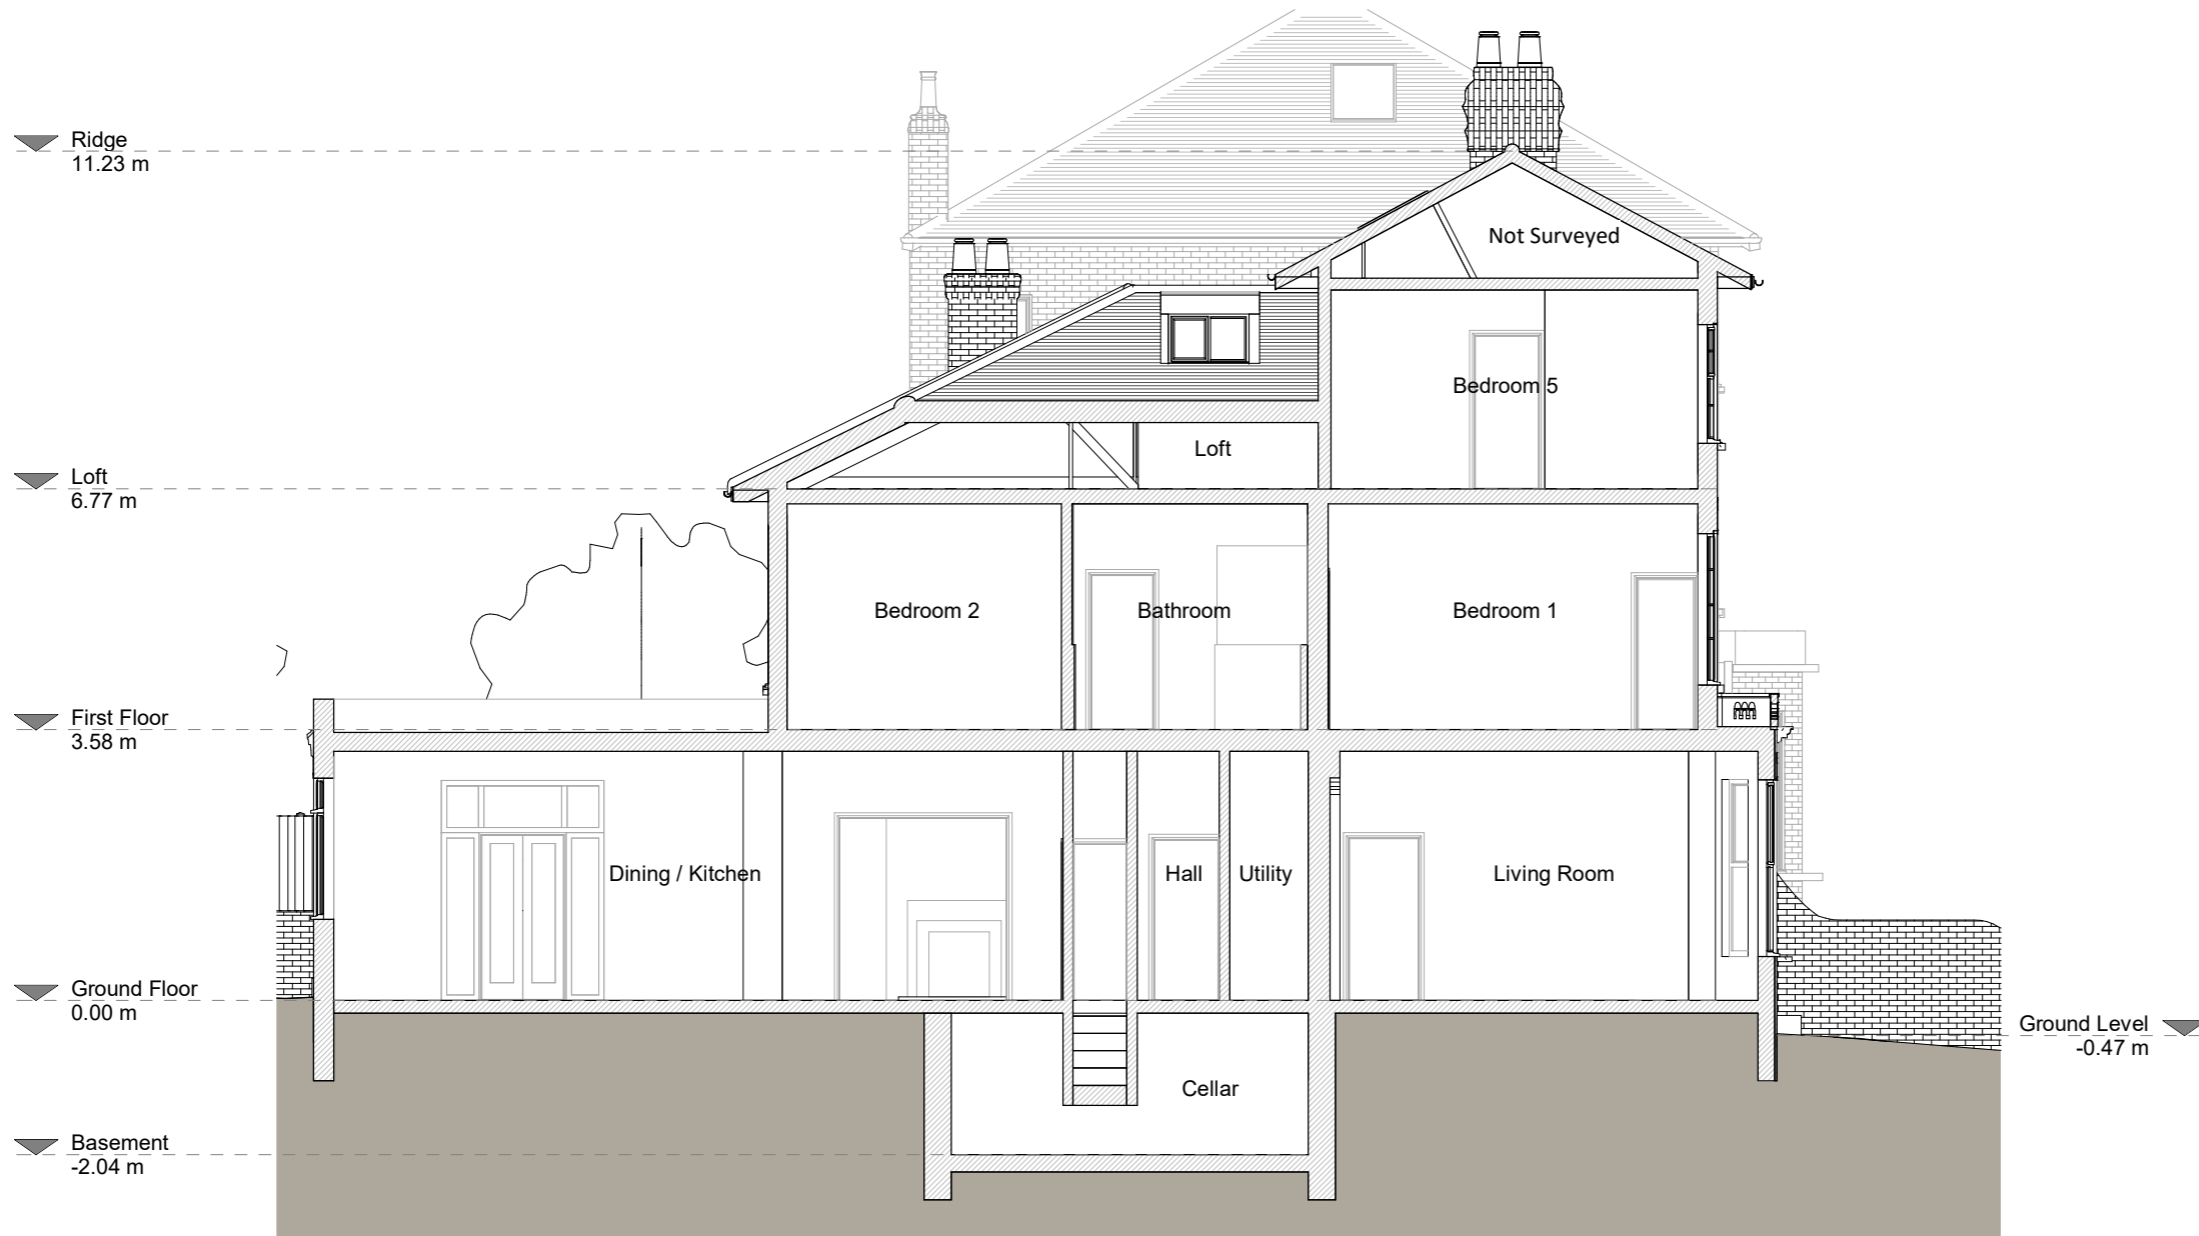 Ridge
11.23 m
Not Surveyed
Bedroom 5
Loft
Loft
6.77 m
Bedroom 2
Bathroom
Bedroom 1
First Floor
3.58 m
Dining / Kitchen
Hall
Utility
Living Room
Ground Floor
0.00 m
Ground Level
-0.47 m
Cellar
Basement
-2.04 m